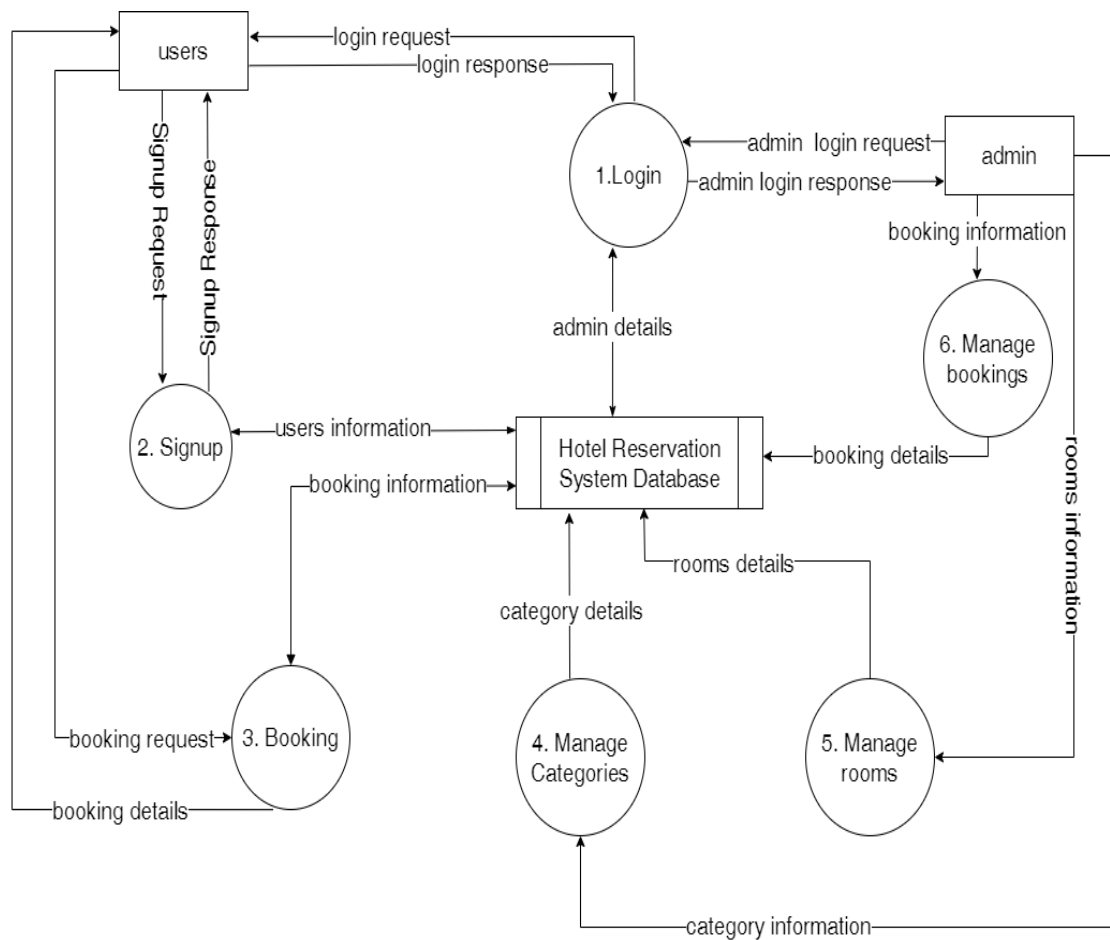 users
login request
login response
Signup Request
Signup Response
1.Login
admin  login request
admin login response
admin
booking information
6. Manage
bookings
admin details
2. Signup
users information
Hotel Reservation
System Database
booking details
booking information
rooms details
rooms information
category details
3. Booking
booking request
booking details
4. Manage
Categories
5. Manage
rooms
category information